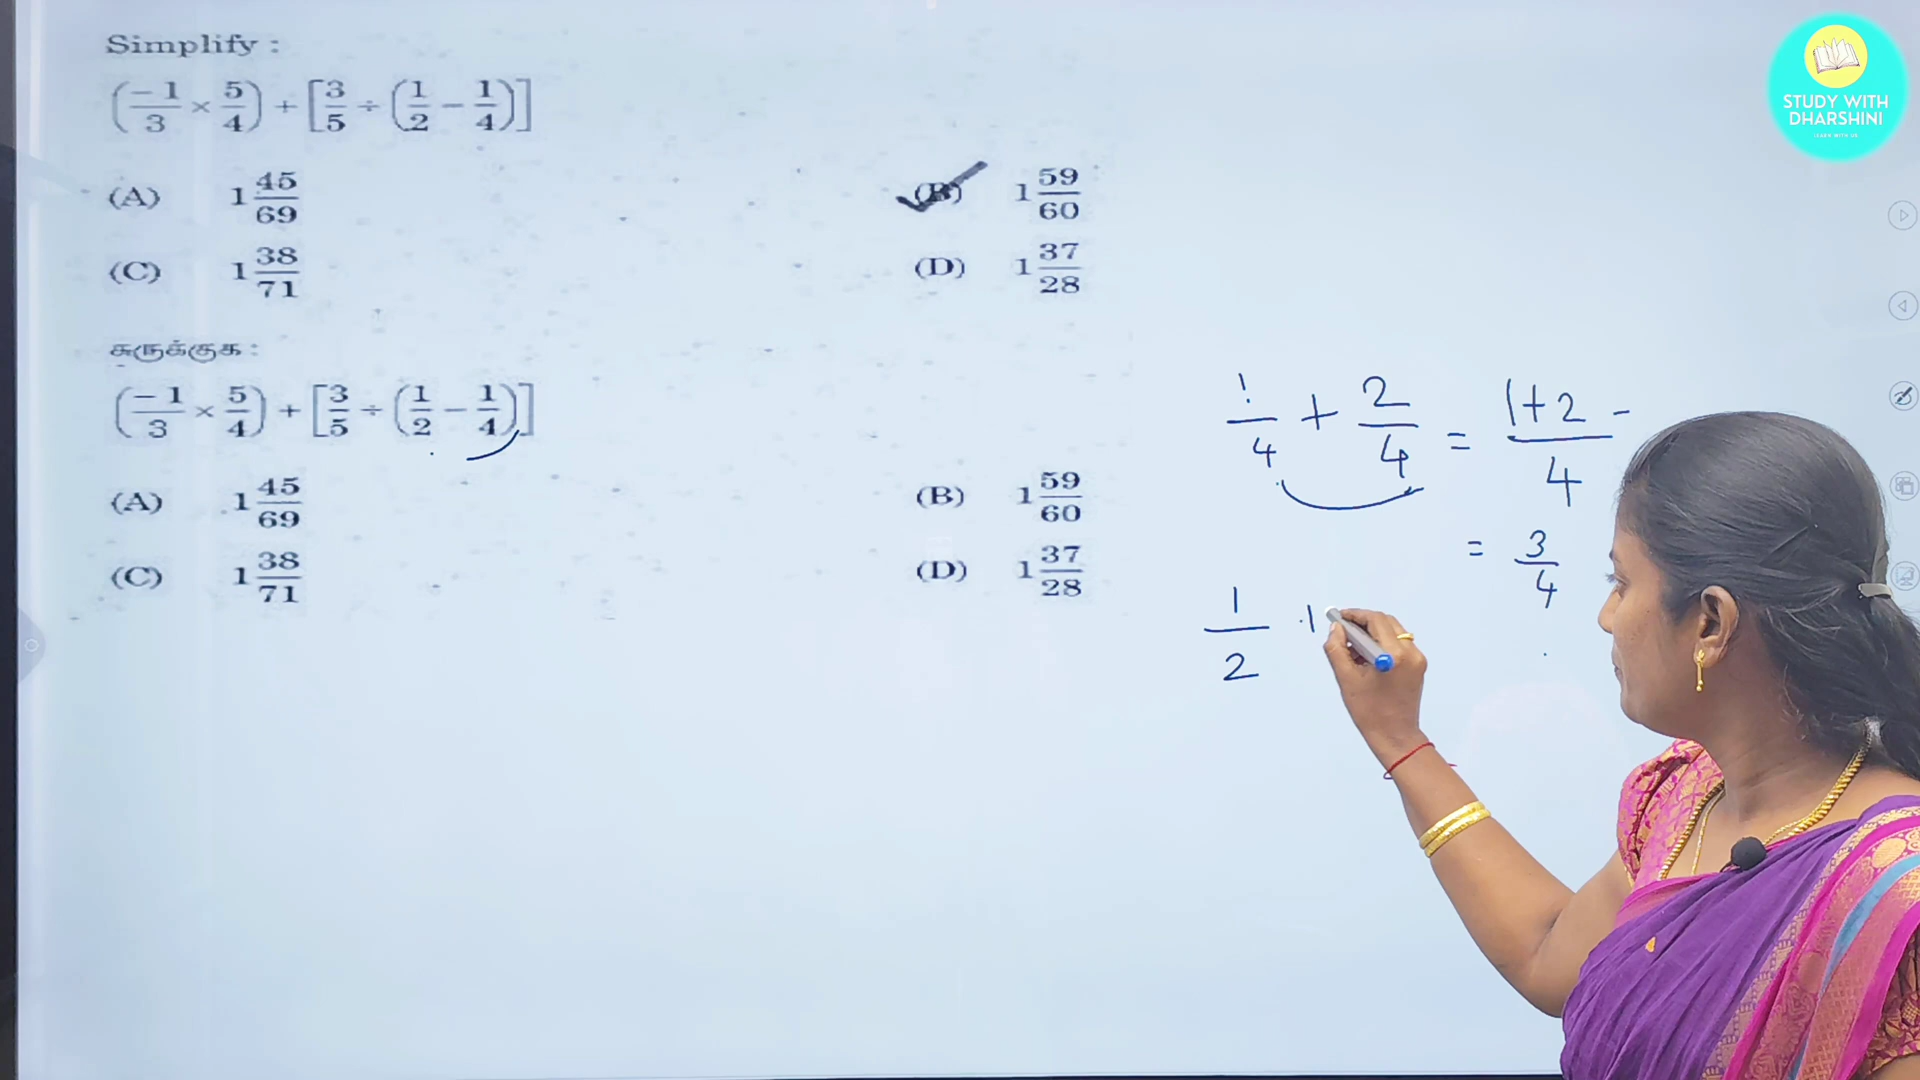 Simplify :
(-1/3 × 5/4) + [3/5 ÷ (1/2 − 1/4)]
(A) 1 45/69 (B) 1 59/60
(C) 1 38/71 (D) 1 37/28
சுருக்குக :
(-1/3 × 5/4) + [3/5 ÷ (1/2 − 1/4)]
(A) 1 45/69 (B) 1 59/60
(C) 1 38/71 (D) 1 37/28
1/4 + 2/4 = 1+2/4
= 3/4
1/2
STUDY WITH
DHARSHINI